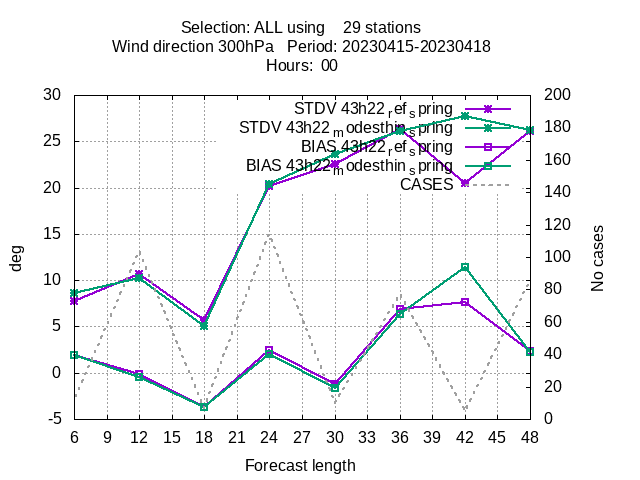 Selection: ALL using 29 stations
Wind direction 300hPa Period: 20230415-20230418
Hours: 00
STDV 43h22_ref_spring
STDV 43h22_modesthin_spring
BIAS 43h22_ref_spring
BIAS 43h22_modesthin_spring
CASES
deg
30
25
20
15
10
5
0
-5
200
180
160
140
120
100
80
60
40
20
0
No cases
6 9 12 15 18 21 24 27 30 33 36 39 42 45 48
Forecast length